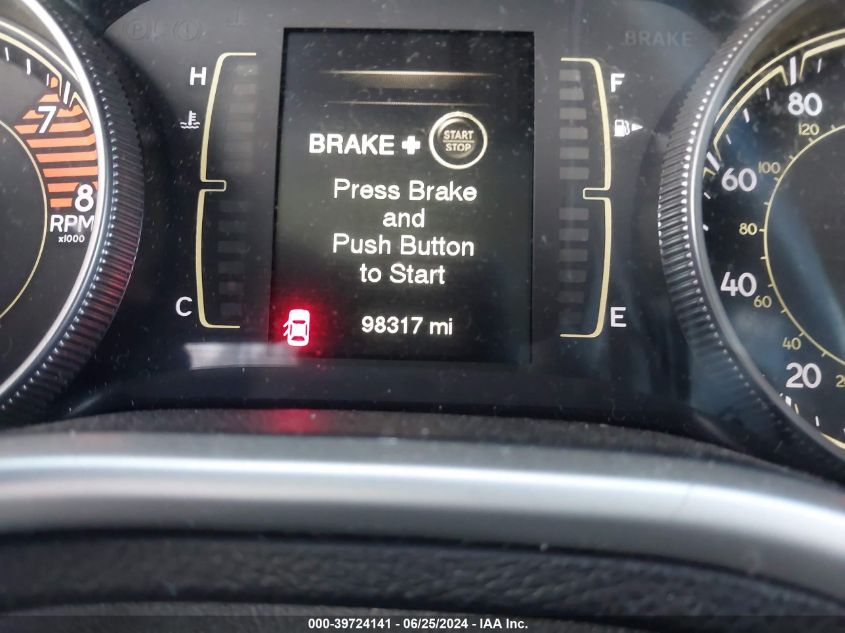 BRAKE
H
F
7
80
120
START
STOP
BRAKE +
60
100
Press Brake
8
and
RPM
x1000
80
Push Button
40
to Start
60
C
E
98317 mi
40
20
000-39724141 - 06/25/2024 - IAA Inc.